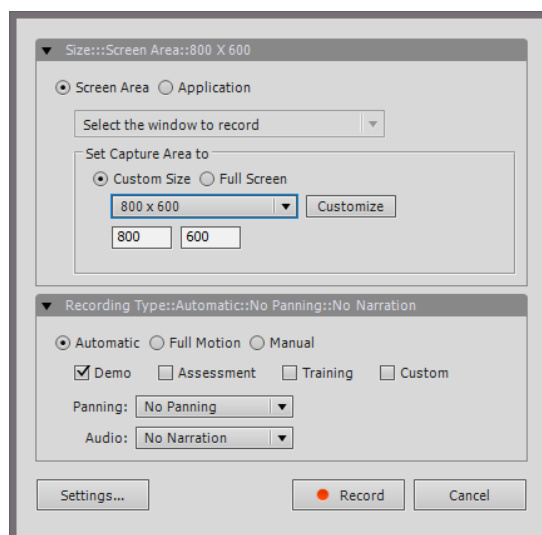 Size:::Screen Area::800 X 600
Screen Area Application
Select the window to record
Set Capture Area to
Custom Size Full Screen
800 x 600 Customize
800 600
Recording Type::Automatic::No Panning::No Narration
Automatic Full Motion Manual
Demo Assessment Training Custom
Panning: No Panning
Audio: No Narration
Settings... Record Cancel